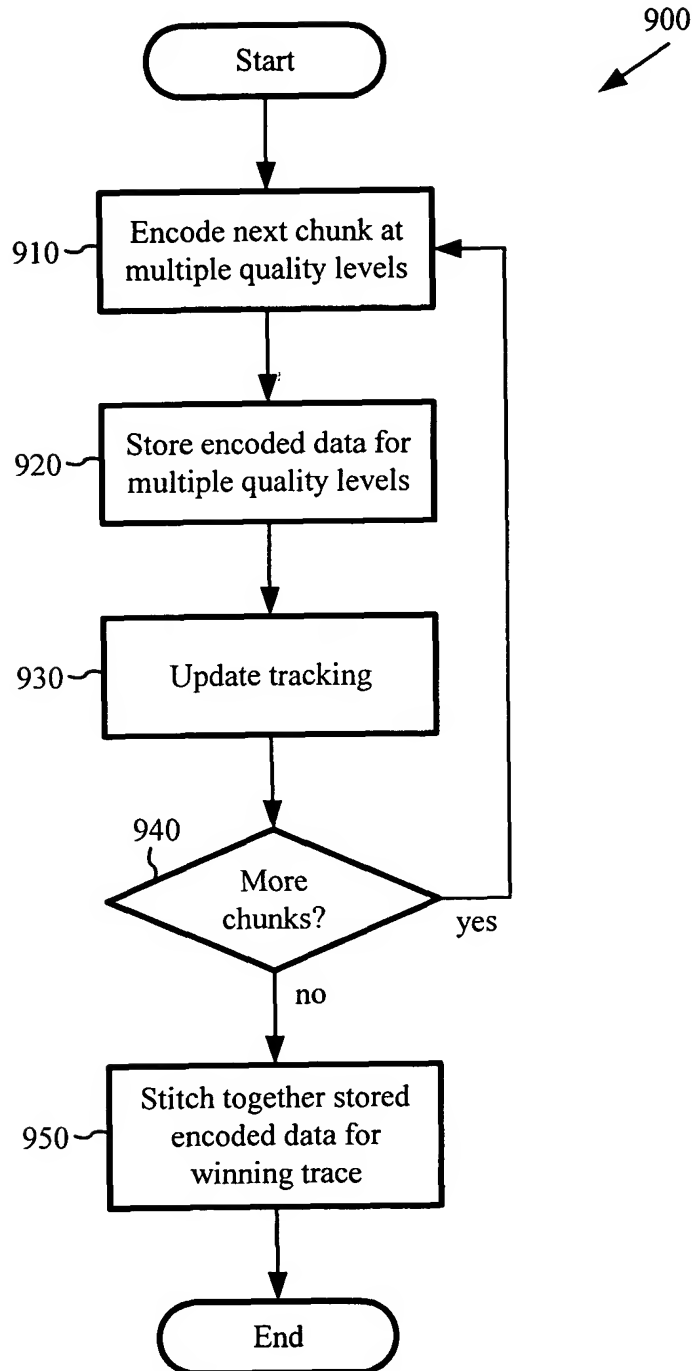 900
Start
910
Encode next chunk at
multiple quality levels
920
Store encoded data for
multiple quality levels
930
Update tracking
940
More
chunks?
yes
no
950
Stitch together stored
encoded data for
winning trace
End